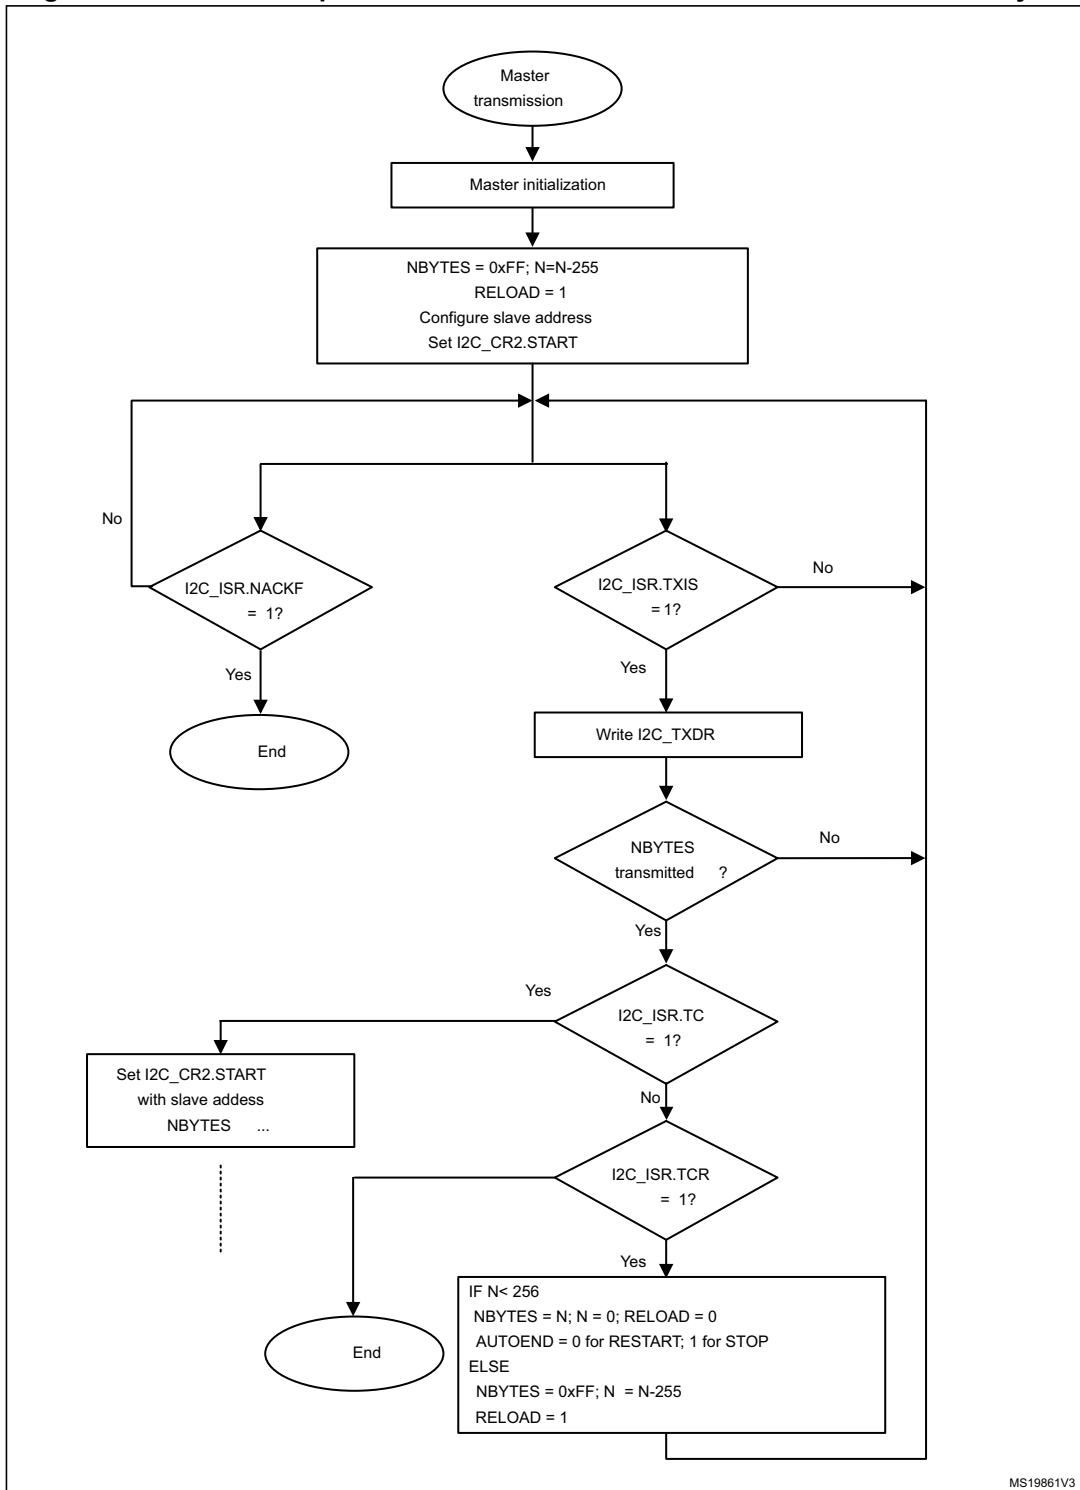 Master
transmission
Master initialization
NBYTES = 0xFF; N=N-255
RELOAD = 1
Configure slave address
Set I2C_CR2.START
No
I2C_ISR.NACKF
= 1?
Yes
End
I2C_ISR.TXIS
=1?
No
Yes
Write I2C_TXDR
NBYTES
transmitted ?
No
Yes
I2C_ISR.TC
= 1?
Yes
Set I2C_CR2.START
with slave addess
NBYTES ...
No
I2C_ISR.TCR
= 1?
Yes
End
IF N< 256
NBYTES = N; N = 0; RELOAD = 0
AUTOEND = 0 for RESTART; 1 for STOP
ELSE
NBYTES = 0xFF; N = N-255
RELOAD = 1
MS19861V3